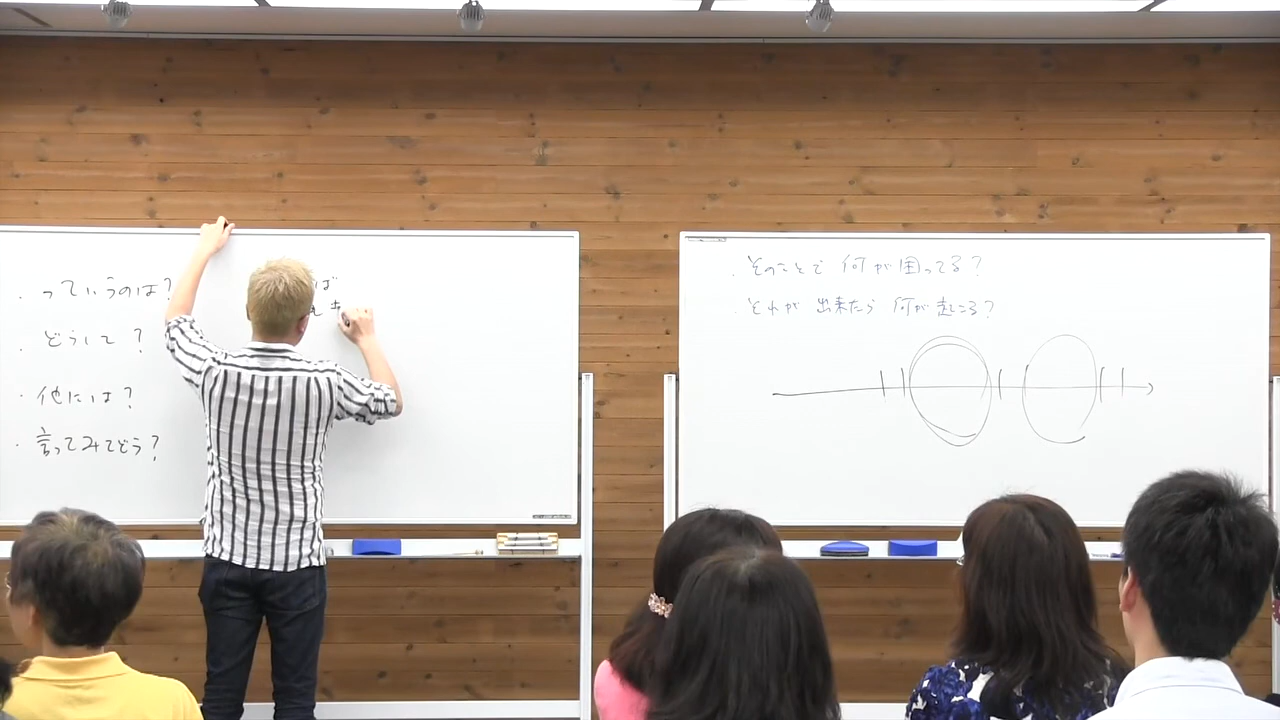 ・っていうのは？
・どうして？
・他には？
・言ってみてどう？
ば
・そのことで 何が困ってる？
・それが 出来たら 何が起こる？